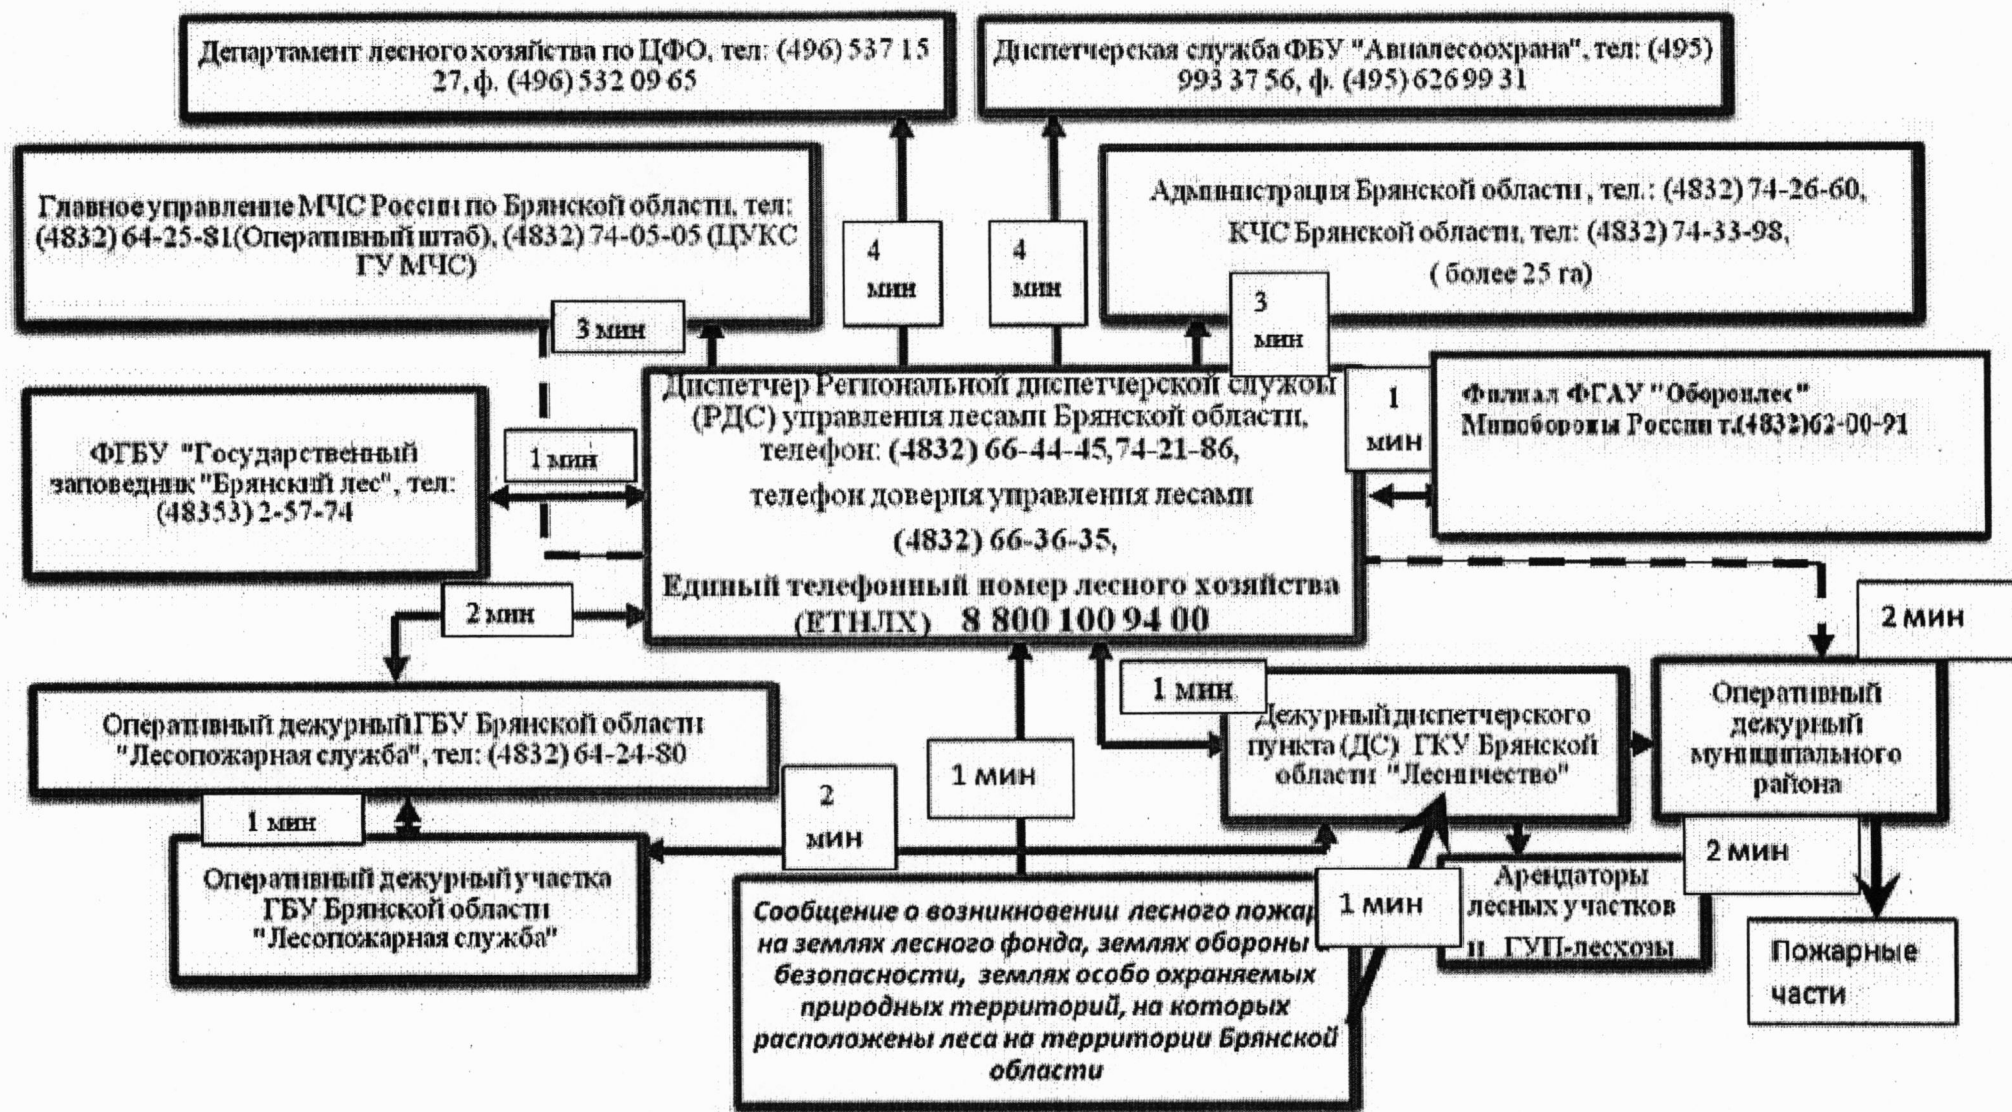 Департамент лесного хозяйства по ЦФО, тел: (496) 537 15
27, ф. (496) 532 09 65
Диспетчерская служба ФБУ "Авиалесоохрана", тел: (495)
993 37 56, ф. (495) 626 99 31
Главное управление МЧС России по Брянской области, тел:
(4832) 64-25-81(Оперативный штаб), (4832) 74-05-05 (ЦУКС
ГУ МЧС)
4
мин
4
мин
Администрация Брянской области , тел.: (4832) 74-26-60,
КЧС Брянской области, тел: (4832) 74-33-98,
( более 25 га)
3 мин
3
мин
ФГБУ "Государственный
заповедник "Брянский лес", тел:
(48353) 2-57-74
1 мин
Диспетчер Региональной диспетчерской службы
(РДС) управления лесами Брянской области,
телефон: (4832) 66-44-45,74-21-86,
телефон доверия управления лесами
(4832) 66-36-35,
Единый телефонный номер лесного хозяйства
(ЕТНЛХ) 8 800 100 94 00
1
мин
Филиал ФГАУ "Оборонлес"
Минобороны России т.(4832)62-00-91
2 мин
2 мин
Оперативный дежурный ГБУ Брянской области
"Лесопожарная служба", тел: (4832) 64-24-80
1 мин
1 мин
Дежурный диспетчерского
пункта (ДС) ГКУ Брянской
области "Лесничество"
Оперативный
дежурный
муниципального
района
1 мин
2
мин
2 мин
Оперативный дежурный участка
ГБУ Брянской области
"Лесопожарная служба"
1 мин
Сообщение о возникновении лесного пожар
на землях лесного фонда, землях обороны
безопасности, землях особо охраняемых
природных территорий, на которых
расположены леса на территории Брянской
области
Арендаторы
лесных участков
и ГУП-лесхозы
Пожарные
части